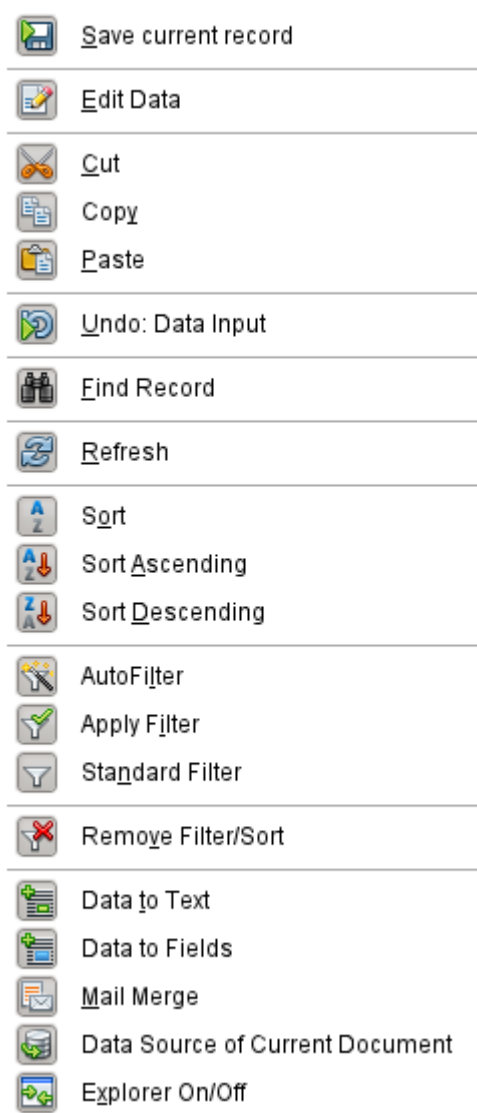 Save current record
Edit Data
Cut
Copy
Paste
Undo: Data Input
Find Record
Refresh
Sort
Sort Ascending
Sort Descending
AutoFilter
Apply Filter
Standard Filter
Remove Filter/Sort
Data to Text
Data to Fields
Mail Merge
Data Source of Current Document
Explorer On/Off